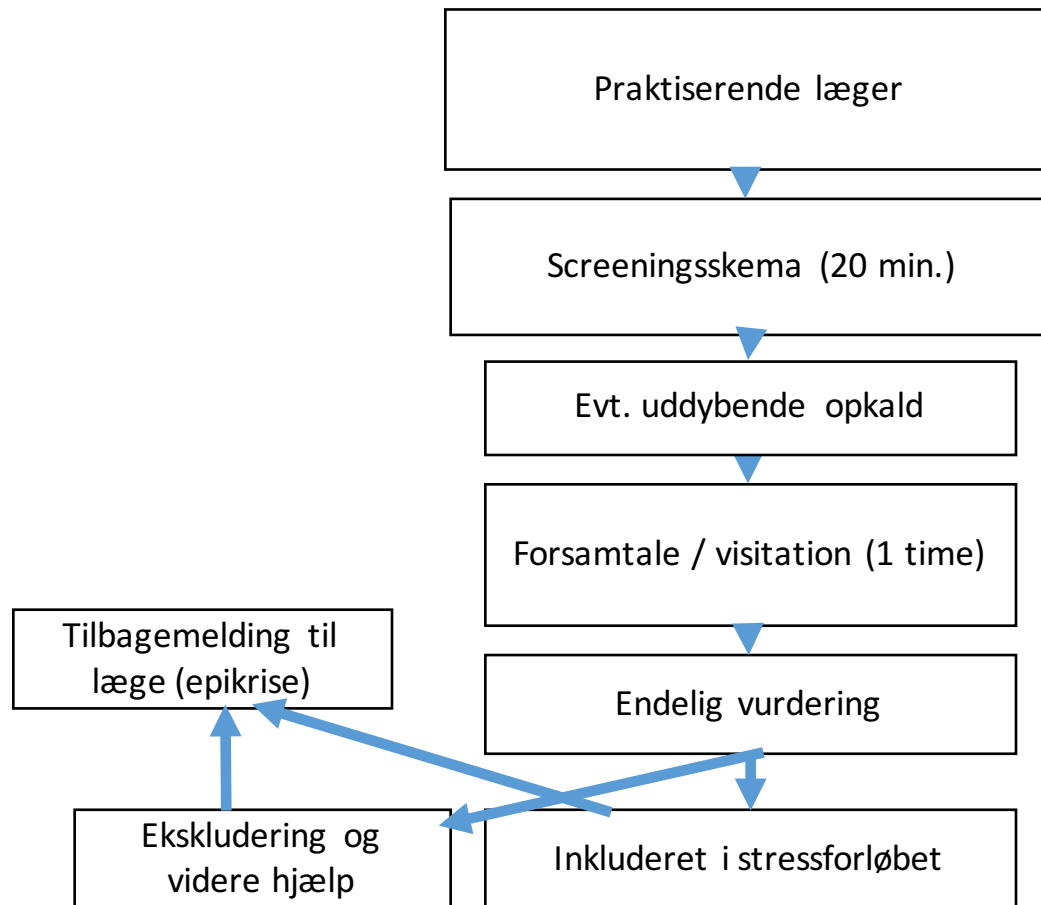 Praktiserende læger
Screeningsskema (20 min.)
Evt. uddybende opkald
Forsamtale / visitation (1 time)
Tilbagemelding til
læge (epikrise)
Endelig vurdering
Ekskludering og
videre hjælp
Inkluderet i stressforløbet